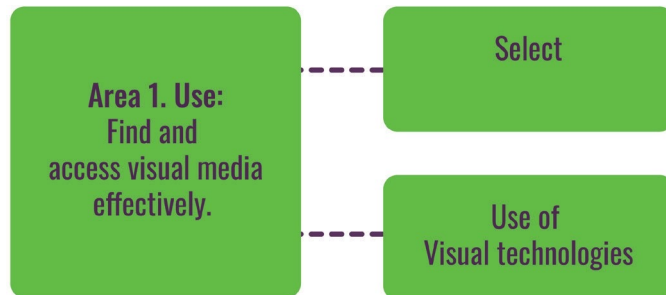 Area 1. Use:
Find and
access visual media
effectively.
Select
Use of
Visual technologies